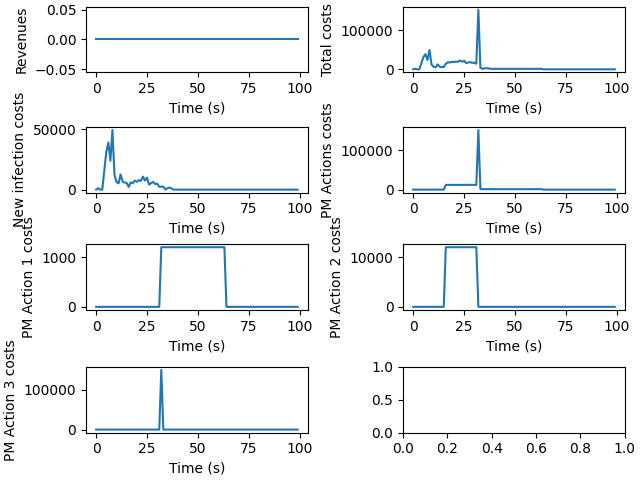 Revenues
0.05
0.00
−0.05
0 25 50 75 100
Time (s)
Total costs
100000
0
0 25 50 75 100
Time (s)
New infection costs
50000
0
0 25 50 75 100
Time (s)
PM Actions costs
100000
0
0 25 50 75 100
Time (s)
PM Action 1 costs
1000
0
0 25 50 75 100
Time (s)
PM Action 2 costs
10000
0
0 25 50 75 100
Time (s)
PM Action 3 costs
100000
0
0 25 50 75 100
Time (s)
1.0
0.5
0.0
0.0 0.2 0.4 0.6 0.8 1.0